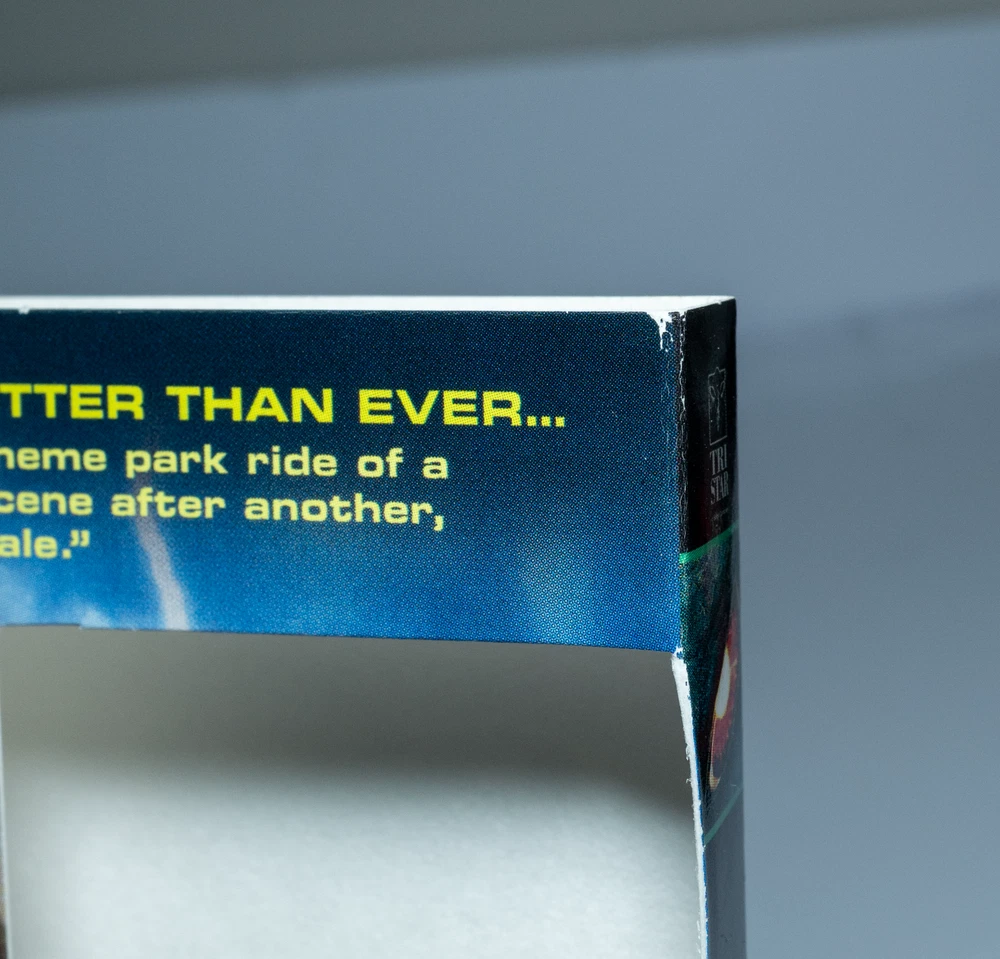 TTER THAN EVER...
heme park ride of a
cene after another,
ale.”
TRI
STAR